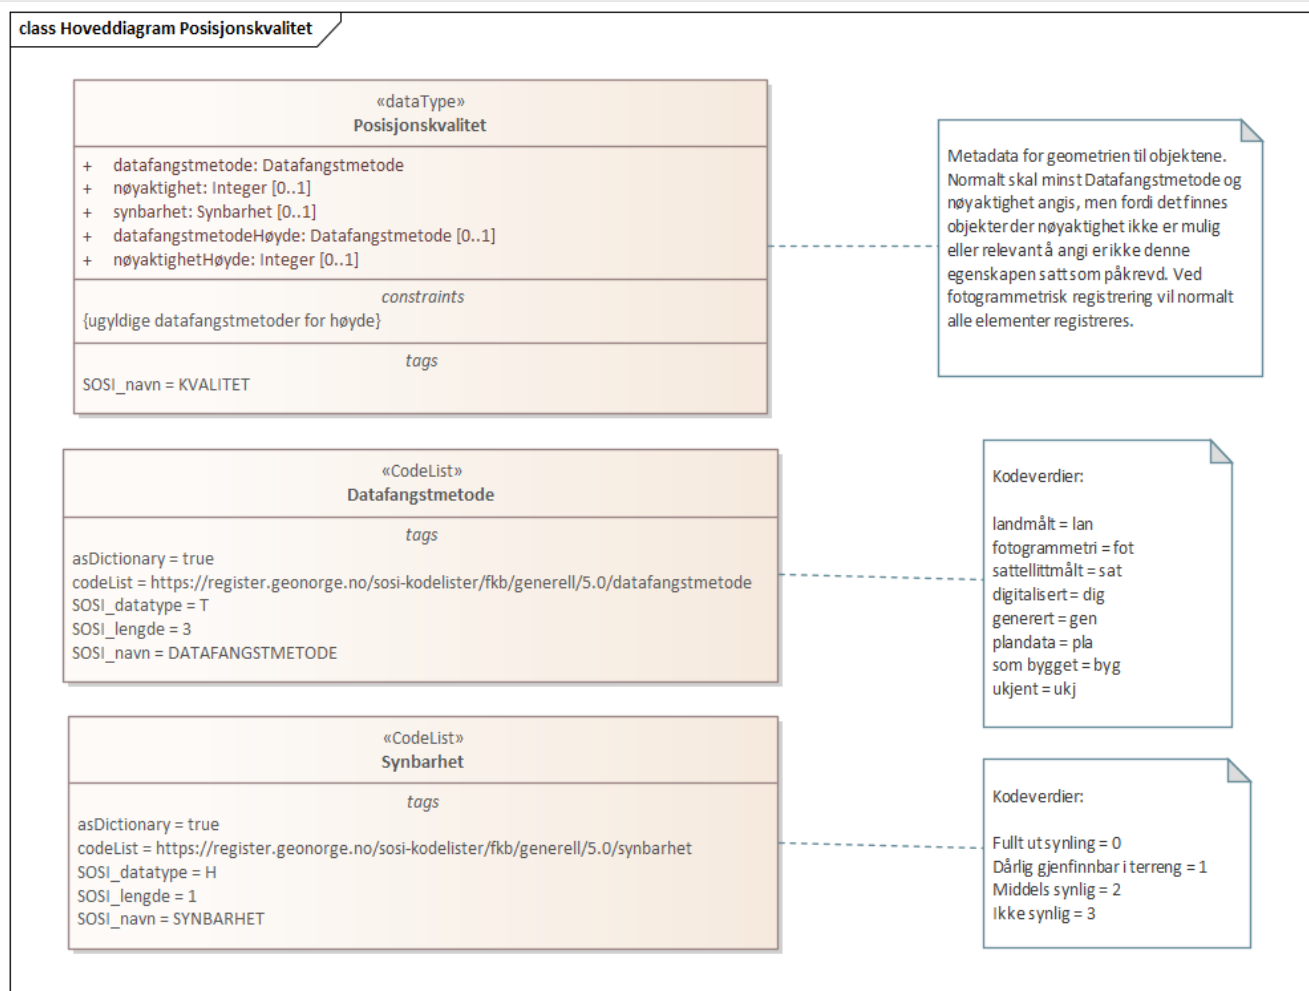 class Hoveddiagram Posisjonskvalitet
«dataType»
Posisjonskvalitet
+ datafangstmetode: Datafangstmetode
+ nøyaktighet: Integer [0..1]
+ synbarhet: Synbarhet [0..1]
+ datafangstmetodeHøyde: Datafangstmetode [0..1]
+ nøyaktighetHøyde: Integer [0..1]
constraints
{ugyldige datafangstmetoder for høyde}
tags
SOSI_navn = KVALITET
Metadata for geometrien til objektene.
Normalt skal minst Datafangstmetode og
nøyaktighet angis, men fordi det finnes
objekter der nøyaktighet ikke er mulig
eller relevant å angi er ikke denne
egenskapen satt som påkrevd. Ved
fotogrammetrisk registrering vil normalt
alle elementer registreres.
«CodeList»
Datafangstmetode
tags
asDictionary = true
codeList = https://register.geonorge.no/sosi-kodelister/fkb/generell/5.0/datafangstmetode
SOSI_datatype = T
SOSI_lengde = 3
SOSI_navn = DATAFANGSTMETODE
Kodeverdier:
landmålt = lan
fotogrammetri = fot
sattellittmålt = sat
digitalisert = dig
generert = gen
plandata = pla
som bygget = byg
ukjent = ukj
«CodeList»
Synbarhet
tags
asDictionary = true
codeList = https://register.geonorge.no/sosi-kodelister/fkb/generell/5.0/synbarhet
SOSI_datatype = H
SOSI_lengde = 1
SOSI_navn = SYNBARHET
Kodeverdier:
Fullt ut synling = 0
Dårlig gjenfinnbar i terreng = 1
Middels synlig = 2
Ikke synlig = 3